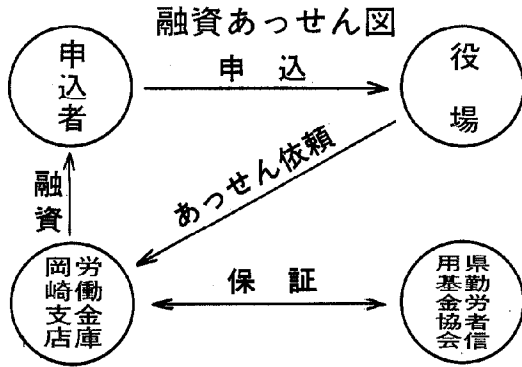 融資あっせん図
申込者
申込
役場
あっせん依頼
融資
労働金庫
岡崎支店
保証
県勤労者信
用基金協会